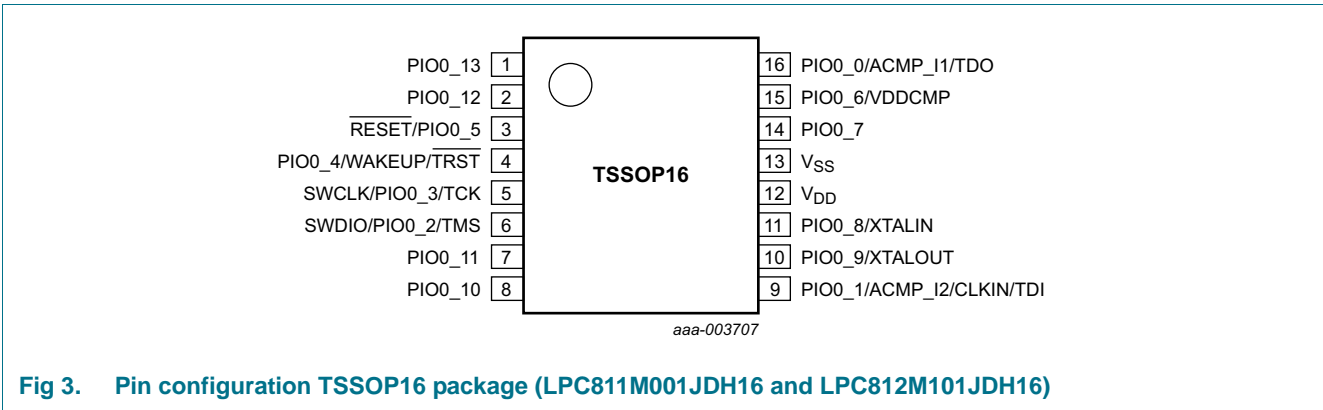 PIO0_13 1
PIO0_12 2
RESET/PIO0_5 3
PIO0_4/WAKEUP/TRST 4
SWCLK/PIO0_3/TCK 5
SWDIO/PIO0_2/TMS 6
PIO0_11 7
PIO0_10 8
TSSOP16
16 PIO0_0/ACMP_I1/TDO
15 PIO0_6/VDDCMP
14 PIO0_7
13 VSS
12 VDD
11 PIO0_8/XTALIN
10 PIO0_9/XTALOUT
9 PIO0_1/ACMP_I2/CLKIN/TDI
aaa-003707
Fig 3. Pin configuration TSSOP16 package (LPC811M001JDH16 and LPC812M101JDH16)